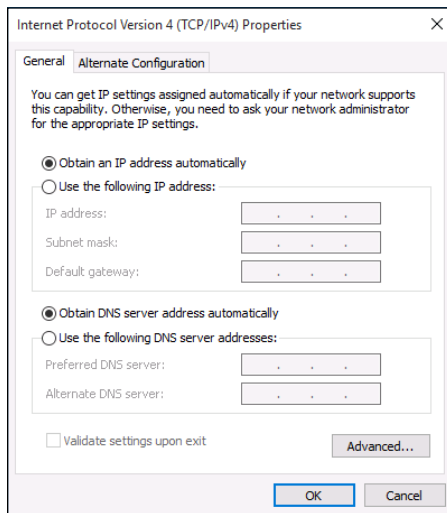 Internet Protocol Version 4 (TCP/IPv4) Properties
General
Alternate Configuration
You can get IP settings assigned automatically if your network supports
this capability. Otherwise, you need to ask your network administrator
for the appropriate IP settings.
Obtain an IP address automatically
Use the following IP address:
IP address:
Subnet mask:
Default gateway:
Obtain DNS server address automatically
Use the following DNS server addresses:
Preferred DNS server:
Alternate DNS server:
Validate settings upon exit
Advanced...
OK
Cancel